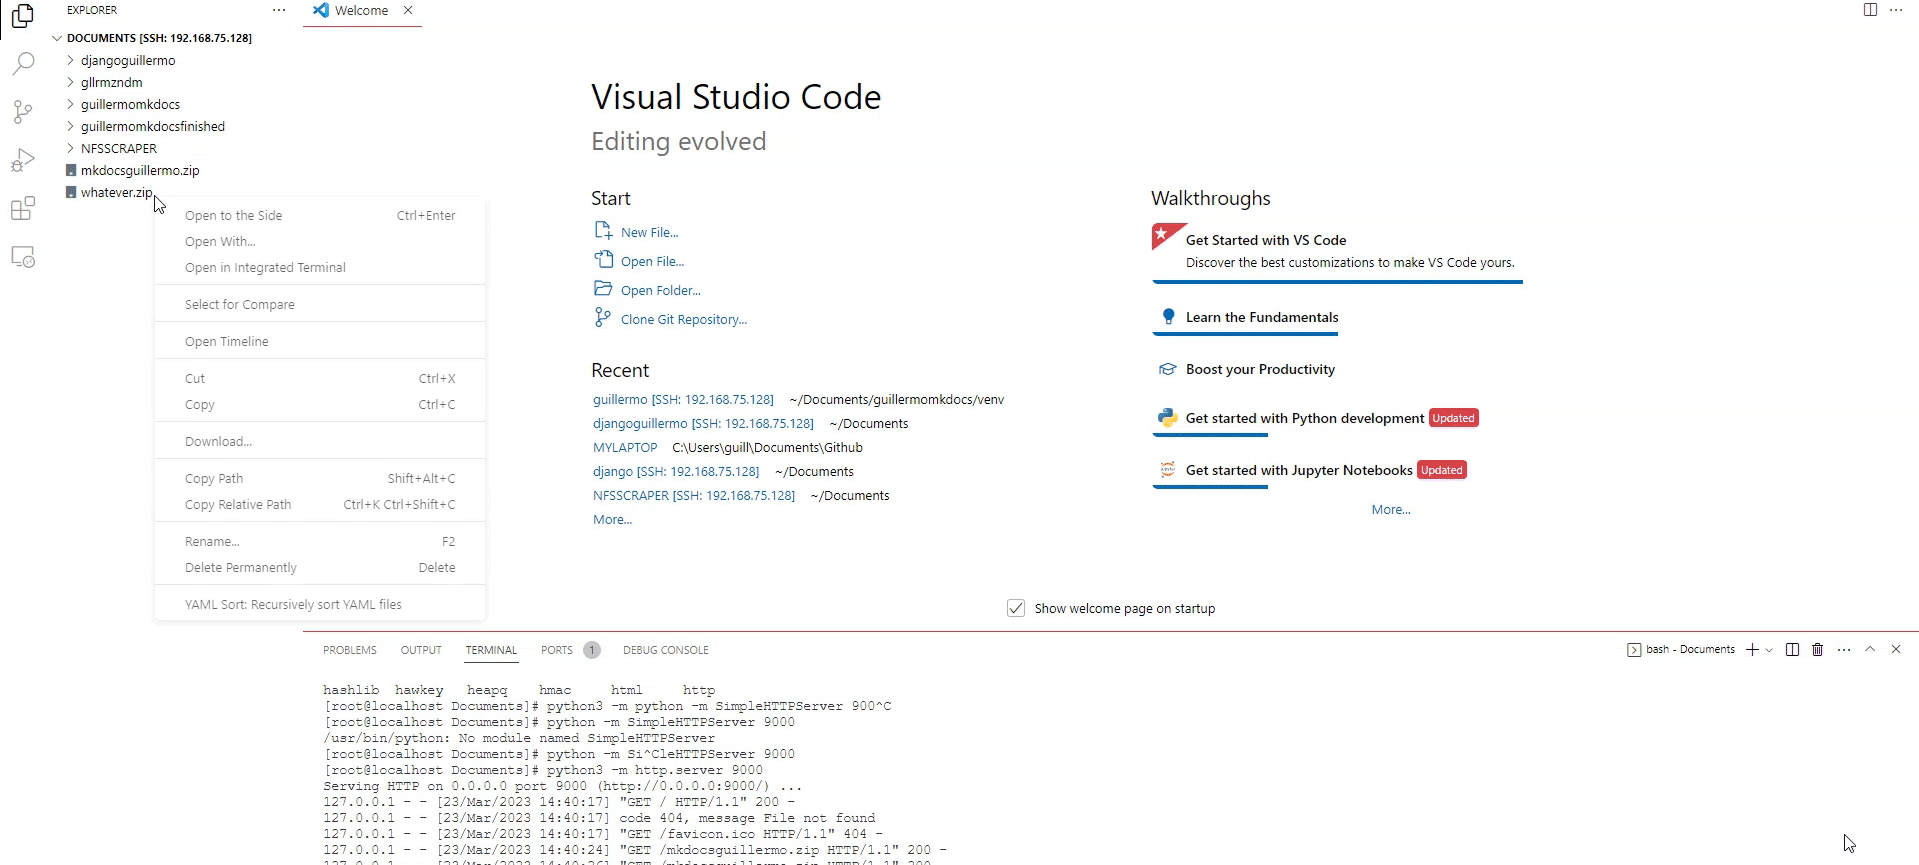 EXPLORER
Welcome
DOCUMENTS [SSH: 192.168.75.128]
djangoguillermo
gllrmzndm
guillermomkdocs
guillermomkdocsfinished
NFSSCRAPER
mkdocsguillermo.zip
whatever.zip
Open to the Side Ctrl+Enter
Open With...
Open in Integrated Terminal
Select for Compare
Open Timeline
Cut Ctrl+X
Copy Ctrl+C
Download...
Copy Path Shift+Alt+C
Copy Relative Path Ctrl+K Ctrl+Shift+C
Rename... F2
Delete Permanently Delete
YAML Sort: Recursively sort YAML files
Visual Studio Code
Editing evolved
Start
New File...
Open File...
Open Folder...
Clone Git Repository...
Recent
guillermo [SSH: 192.168.75.128] ~/Documents/guillermomkdocs/venv
djangoguillermo [SSH: 192.168.75.128] ~/Documents
MYLAPTOP C:\Users\guill\Documents\Github
django [SSH: 192.168.75.128] ~/Documents
NFSSCRAPER [SSH: 192.168.75.128] ~/Documents
More...
Walkthroughs
Get Started with VS Code
Discover the best customizations to make VS Code yours.
Learn the Fundamentals
Boost your Productivity
Get started with Python development Updated
Get started with Jupyter Notebooks Updated
More...
Show welcome page on startup
PROBLEMS OUTPUT TERMINAL PORTS 1 DEBUG CONSOLE
bash - Documents
hashlib hawkey heapq hmac html http
[root@localhost Documents]# python3 -m python -m SimpleHTTPServer 900^C
[root@localhost Documents]# python -m SimpleHTTPServer 9000
/usr/bin/python: No module named SimpleHTTPServer
[root@localhost Documents]# python -m Si^CleHTTPServer 9000
[root@localhost Documents]# python3 -m http.server 9000
Serving HTTP on 0.0.0.0 port 9000 (http://0.0.0.0:9000/) ...
127.0.0.1 - - [23/Mar/2023 14:40:17] "GET / HTTP/1.1" 200 -
127.0.0.1 - - [23/Mar/2023 14:40:17] code 404, message File not found
127.0.0.1 - - [23/Mar/2023 14:40:17] "GET /favicon.ico HTTP/1.1" 404 -
127.0.0.1 - - [23/Mar/2023 14:40:24] "GET /mkdocsguillermo.zip HTTP/1.1" 200 -